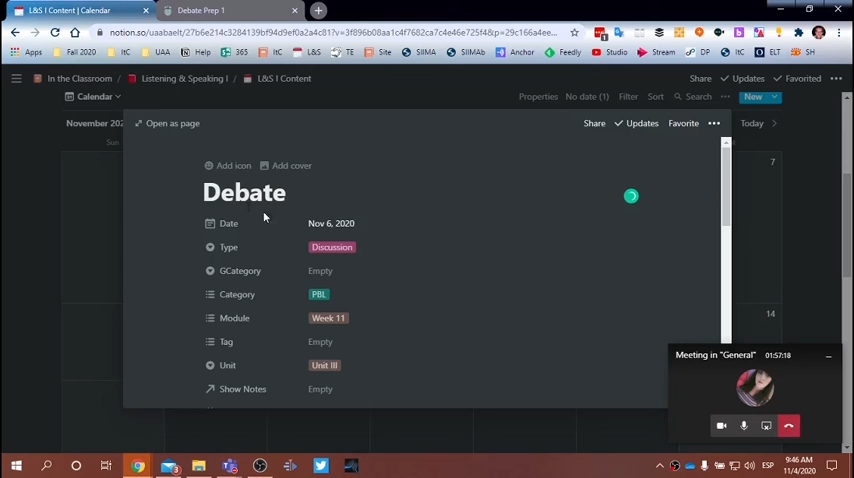 L&S I Content | Calendar
Debate Prep 1
notion.so/uaabaelt/27b6e214c3284139bf94d9ef0a2a4c81?v=3f896b08aa4c4c71b22d5ca7c4e46e725f4&p=29c166a4e...
Apps Fall 2020 ItC UAA Help 365 ItC L&S TE Site SIIMA SIIMAb Anchor Feedly Studio Stream DP ItC ELT SH
In the Classroom / Listening & Speaking I / L&S I Content Share Updates Favorited
Calendar Properties No date (1) Filter Sort Search New
November 202 Today
Sun
Open as page Share Updates Favorite
7
Add icon Add cover
Debate
Date Nov 6, 2020
Type Discussion
GCategory Empty
Category PBL
Module Week 11
14
Tag Empty
Unit Unit III
Show Notes Empty
Meeting in "General" 01:57:18
ESP
9:46 AM
11/4/2020